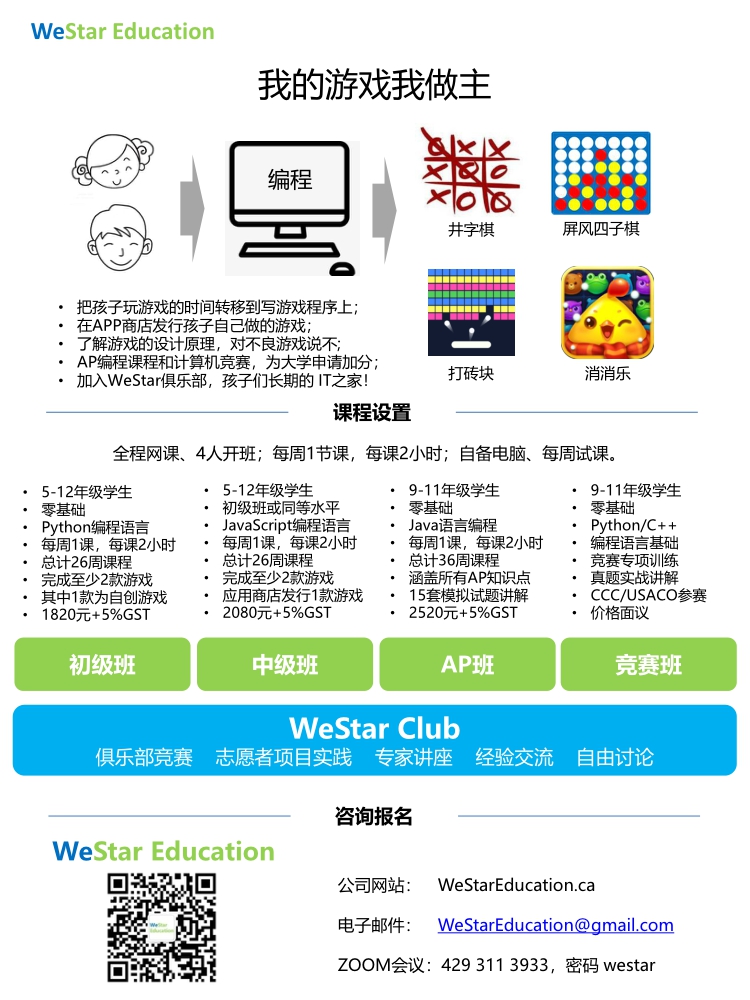 WeStar Education
我的游戏我做主
编程
井字棋
屏风四子棋
打砖块
消消乐
• 把孩子玩游戏的时间转移到写游戏程序上；
• 在APP商店发行孩子自己做的游戏；
• 了解游戏的设计原理，对不良游戏说不;
• AP编程课程和计算机竞赛，为大学申请加分；
• 加入WeStar俱乐部，孩子们长期的 IT之家！
课程设置
全程网课、4人开班；每周1节课，每课2小时；自备电脑、每周试课。
• 5-12年级学生
• 零基础
• Python编程语言
• 每周1课，每课2小时
• 总计26周课程
• 完成至少2款游戏
• 其中1款为自创游戏
• 1820元+5%GST
初级班
• 5-12年级学生
• 初级班或同等水平
• JavaScript编程语言
• 每周1课，每课2小时
• 总计26周课程
• 完成至少2款游戏
• 应用商店发行1款游戏
• 2080元+5%GST
中级班
• 9-11年级学生
• 零基础
• Java语言编程
• 每周1课，每课2小时
• 总计36周课程
• 涵盖所有AP知识点
• 15套模拟试题讲解
• 2520元+5%GST
AP班
• 9-11年级学生
• 零基础
• Python/C++
• 编程语言基础
• 竞赛专项训练
• 真题实战讲解
• CCC/USACO参赛
• 价格面议
竞赛班
WeStar Club
俱乐部竞赛 志愿者项目实践 专家讲座 经验交流 自由讨论
咨询报名
WeStar Education
WeStar
Education
公司网站： WeStarEducation.ca
电子邮件： WeStarEducation@gmail.com
ZOOM会议：429 311 3933，密码 westar